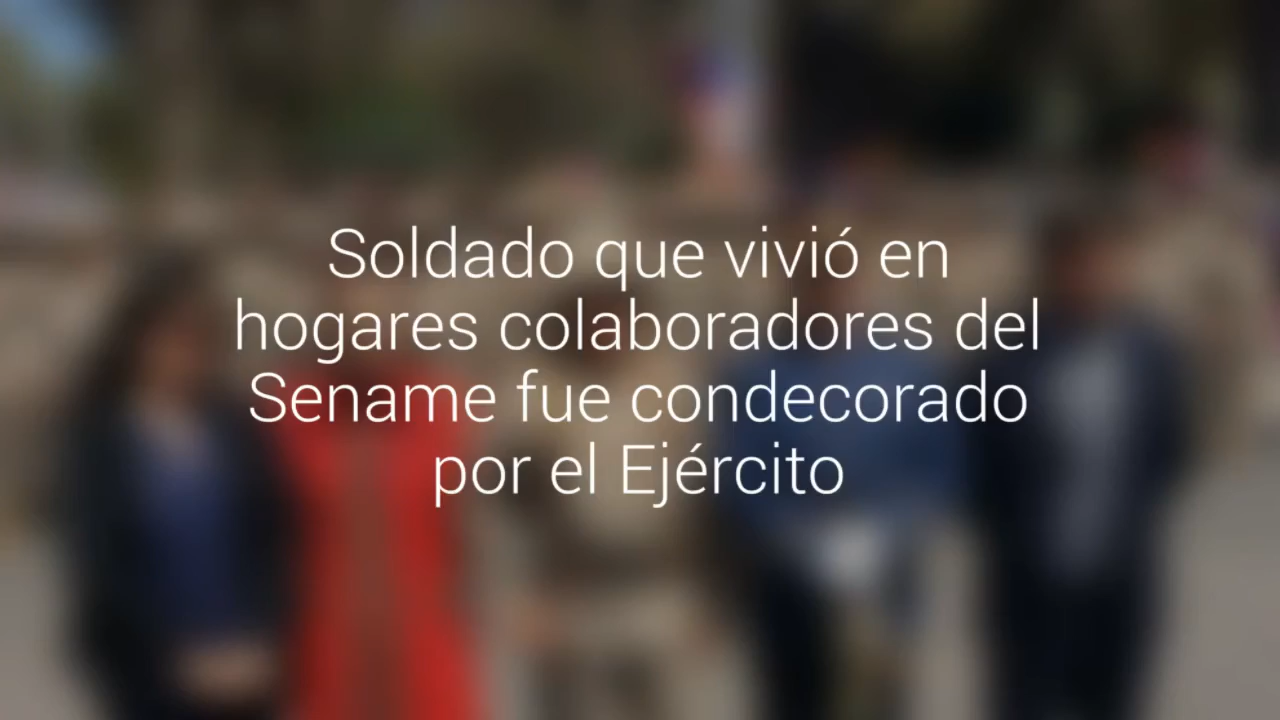 Soldado que vivió en
hogares colaboradores del
Sename fue condecorado
por el Ejército